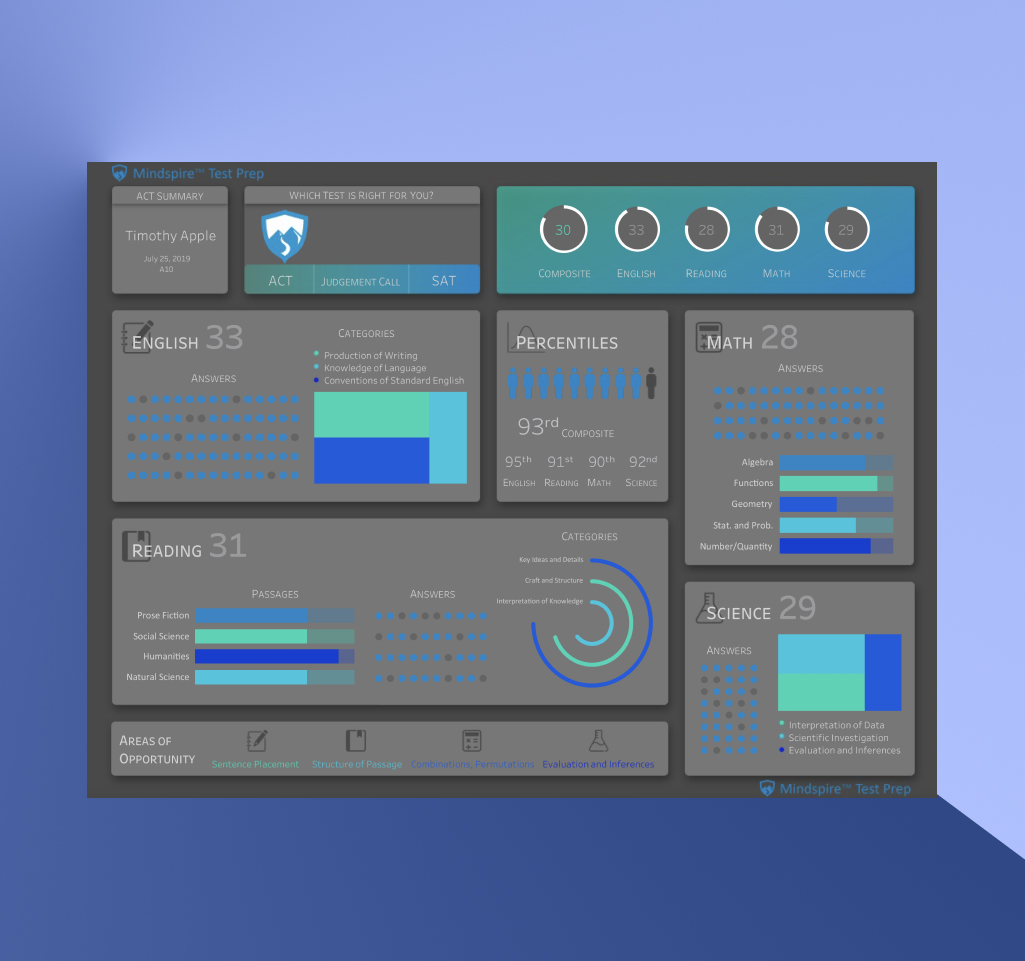 Mindspire™ Test Prep
ACT SUMMARY
Timothy Apple
July 25, 2019
A10
WHICH TEST IS RIGHT FOR YOU?
ACT
JUDGEMENT CALL
SAT
30
33
28
31
29
COMPOSITE
ENGLISH
READING
MATH
SCIENCE
ENGLISH 33
ANSWERS
CATEGORIES
Production of Writing
Knowledge of Language
Conventions of Standard English
PERCENTILES
93rd COMPOSITE
95th 91st 90th 92nd
ENGLISH READING MATH SCIENCE
MATH 28
ANSWERS
Algebra
Functions
Geometry
Stat. and Prob.
Number/Quantity
READING 31
PASSAGES
Prose Fiction
Social Science
Humanities
Natural Science
ANSWERS
CATEGORIES
Key Ideas and Details
Craft and Structure
Interpretation of Knowledge
SCIENCE 29
ANSWERS
Interpretation of Data
Scientific Investigation
Evaluation and Inferences
AREAS OF
OPPORTUNITY
Sentence Placement
Structure of Passage
Combinations, Permutations
Evaluation and Inferences
Mindspire™ Test Prep